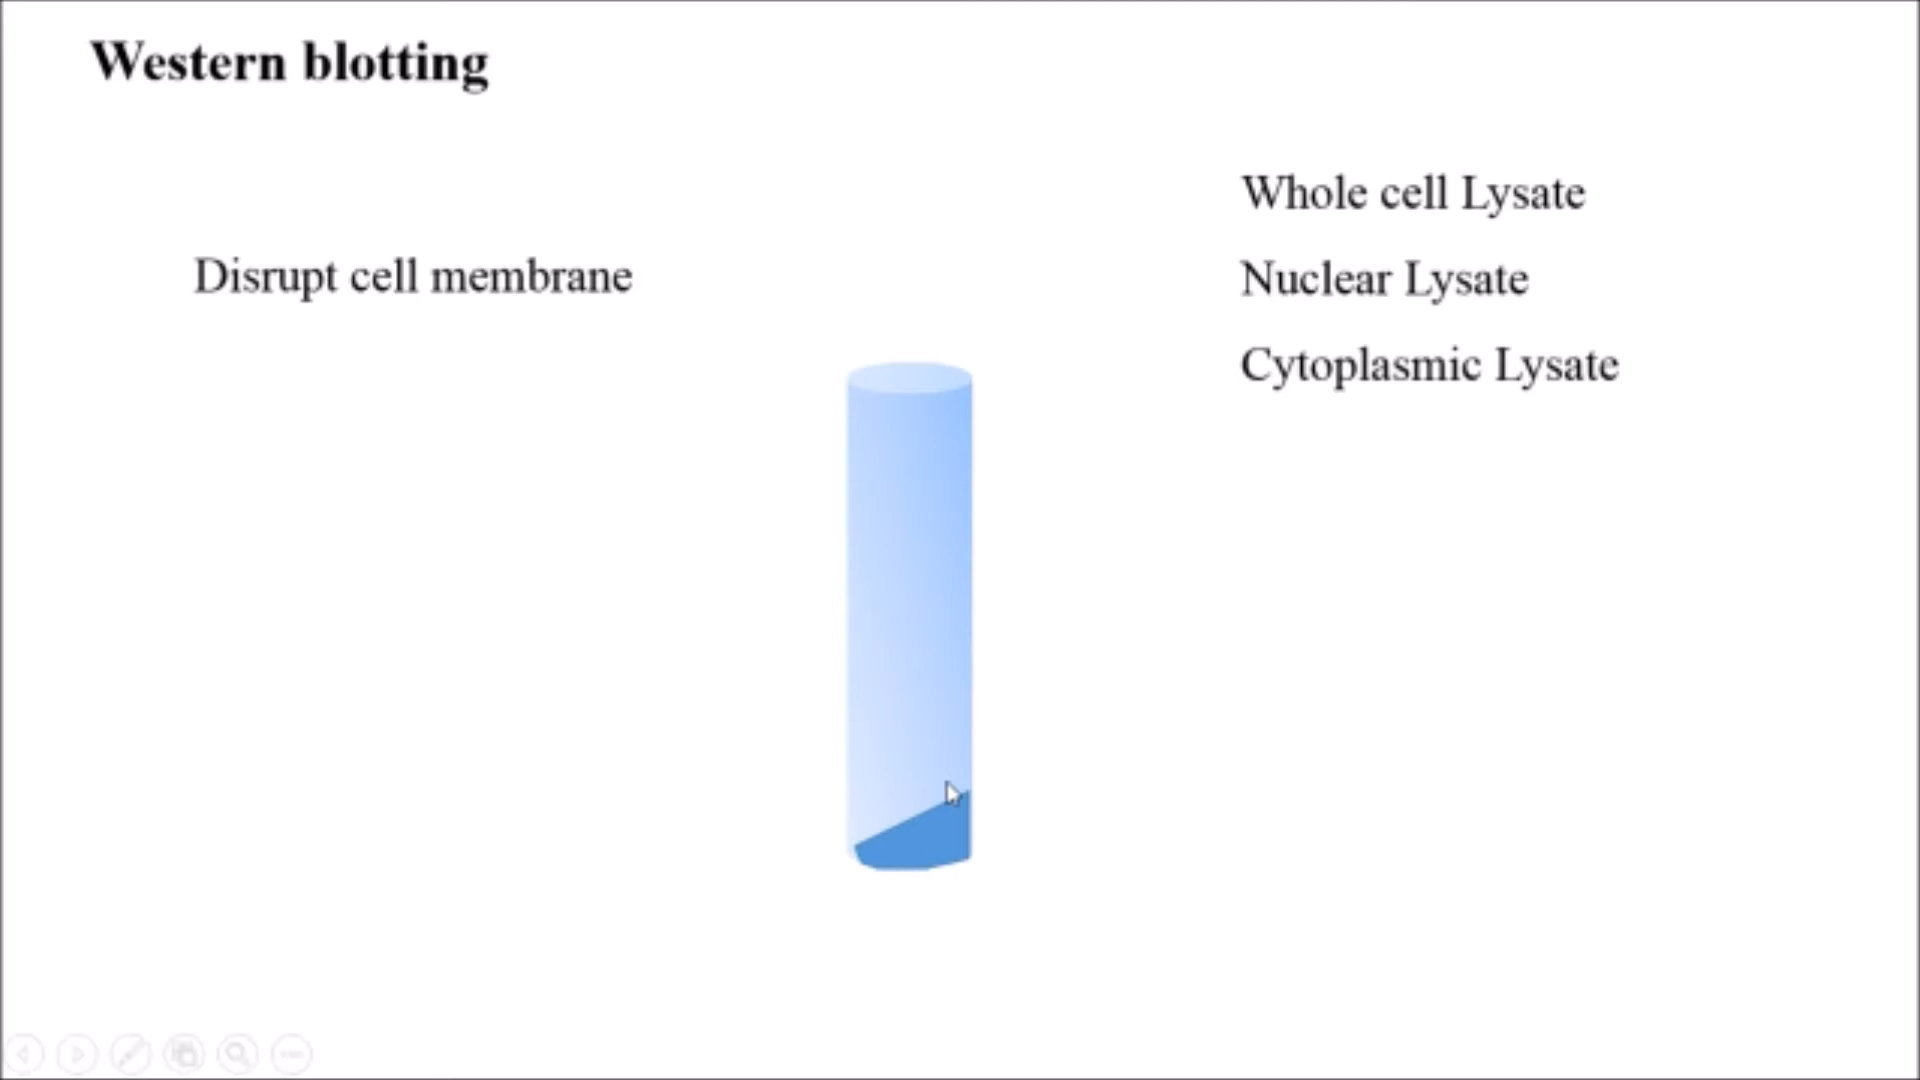 Western blotting
Disrupt cell membrane
Whole cell Lysate
Nuclear Lysate
Cytoplasmic Lysate